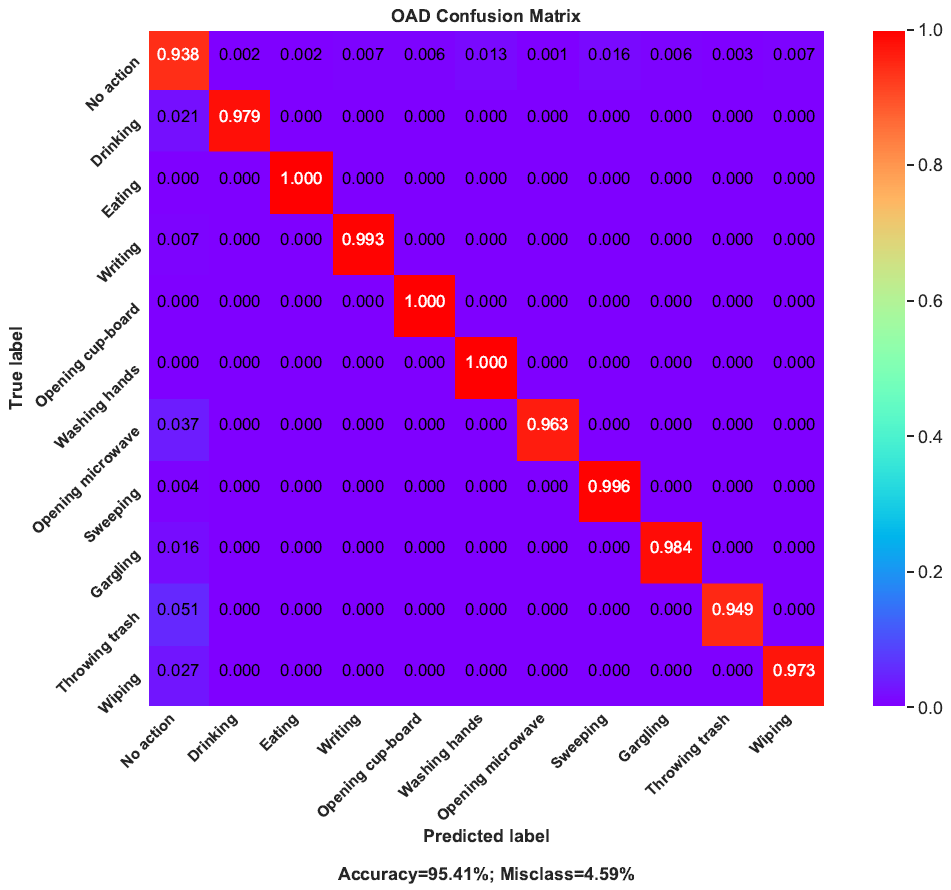 OAD Confusion Matrix
No action 0.938 0.002 0.002 0.007 0.006 0.013 0.001 0.016 0.006 0.003 0.007
Drinking 0.021 0.979 0.000 0.000 0.000 0.000 0.000 0.000 0.000 0.000 0.000
Eating 0.000 0.000 1.000 0.000 0.000 0.000 0.000 0.000 0.000 0.000 0.000
Writing 0.007 0.000 0.000 0.993 0.000 0.000 0.000 0.000 0.000 0.000 0.000
Opening cup-board 0.000 0.000 0.000 0.000 1.000 0.000 0.000 0.000 0.000 0.000 0.000
Washing hands 0.000 0.000 0.000 0.000 0.000 1.000 0.000 0.000 0.000 0.000 0.000
Opening microwave 0.037 0.000 0.000 0.000 0.000 0.000 0.963 0.000 0.000 0.000 0.000
Sweeping 0.004 0.000 0.000 0.000 0.000 0.000 0.000 0.996 0.000 0.000 0.000
Gargling 0.016 0.000 0.000 0.000 0.000 0.000 0.000 0.000 0.984 0.000 0.000
Throwing trash 0.051 0.000 0.000 0.000 0.000 0.000 0.000 0.000 0.000 0.949 0.000
Wiping 0.027 0.000 0.000 0.000 0.000 0.000 0.000 0.000 0.000 0.000 0.973
True label
No action Drinking Eating Writing Opening cup-board Washing hands Opening microwave Sweeping Gargling Throwing trash Wiping
Predicted label
Accuracy=95.41%; Misclass=4.59%
1.0
0.8
0.6
0.4
0.2
0.0